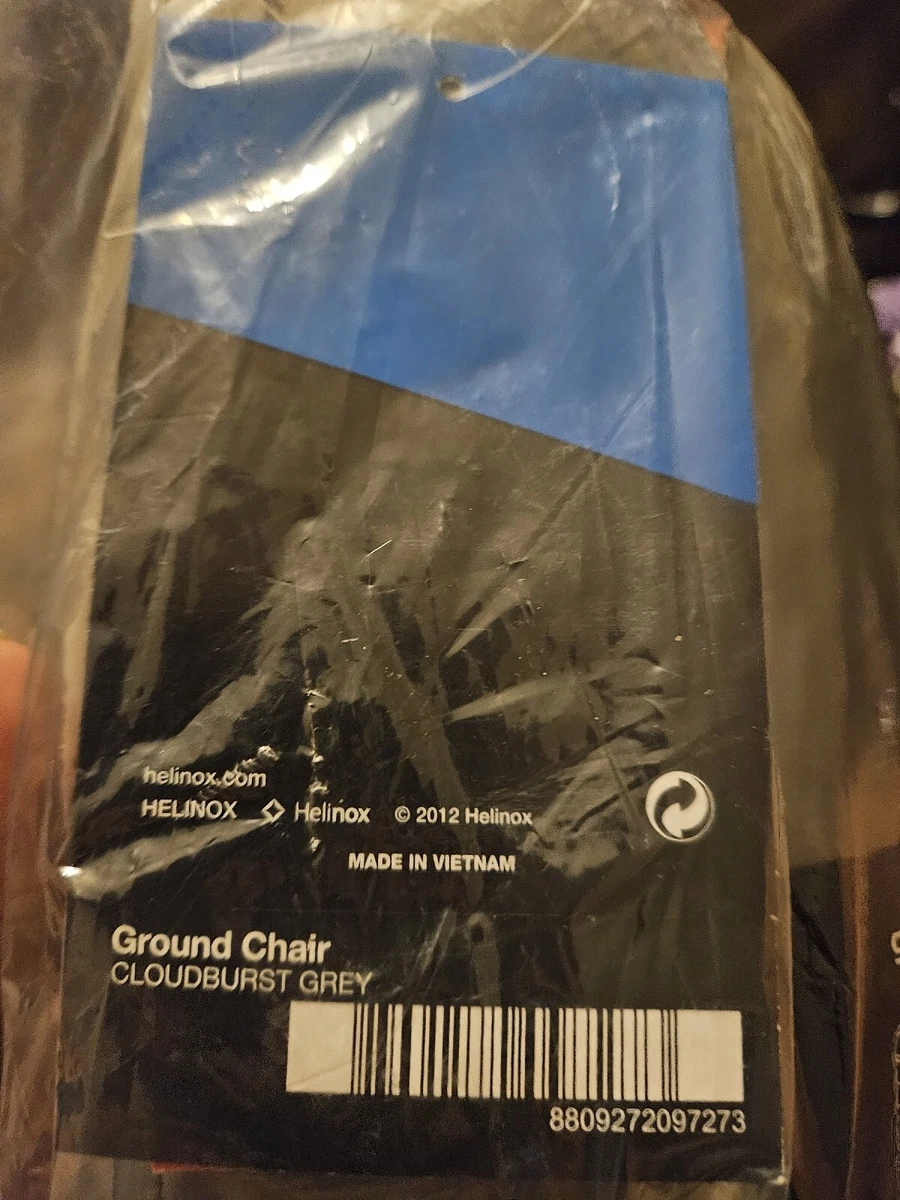 helinox.com
HELINOX Helinox © 2012 Helinox
MADE IN VIETNAM
Ground Chair
CLOUDBURST GREY
8809272097273